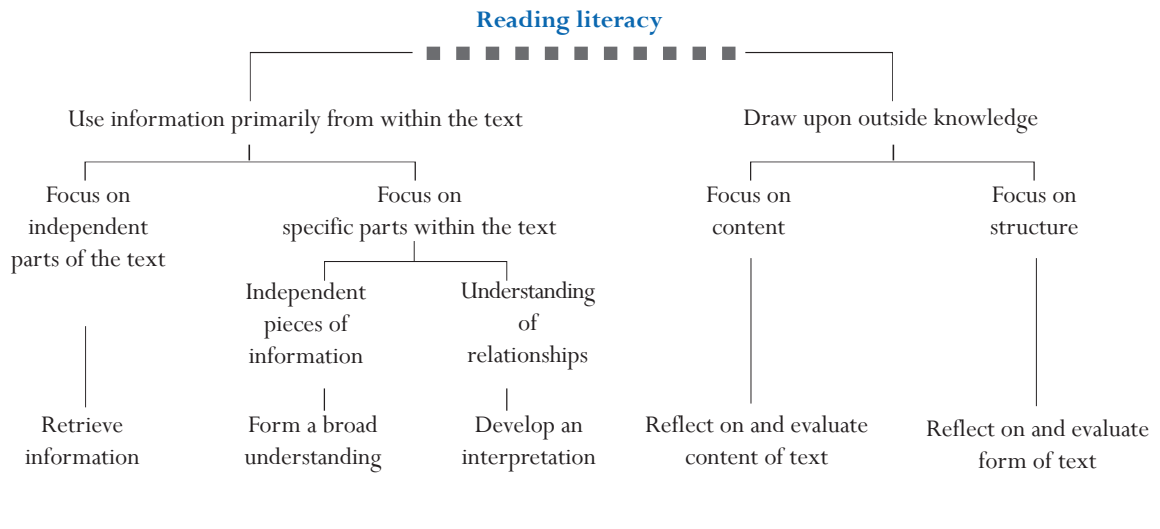 Reading literacy
Use information primarily from within the text
Draw upon outside knowledge
Focus on
independent
parts of the text
Focus on
specific parts within the text
Focus on
content
Focus on
structure
Independent
pieces of
information
Understanding
of
relationships
Retrieve
information
Form a broad
understanding
Develop an
interpretation
Reflect on and evaluate
content of text
Reflect on and evaluate
form of text